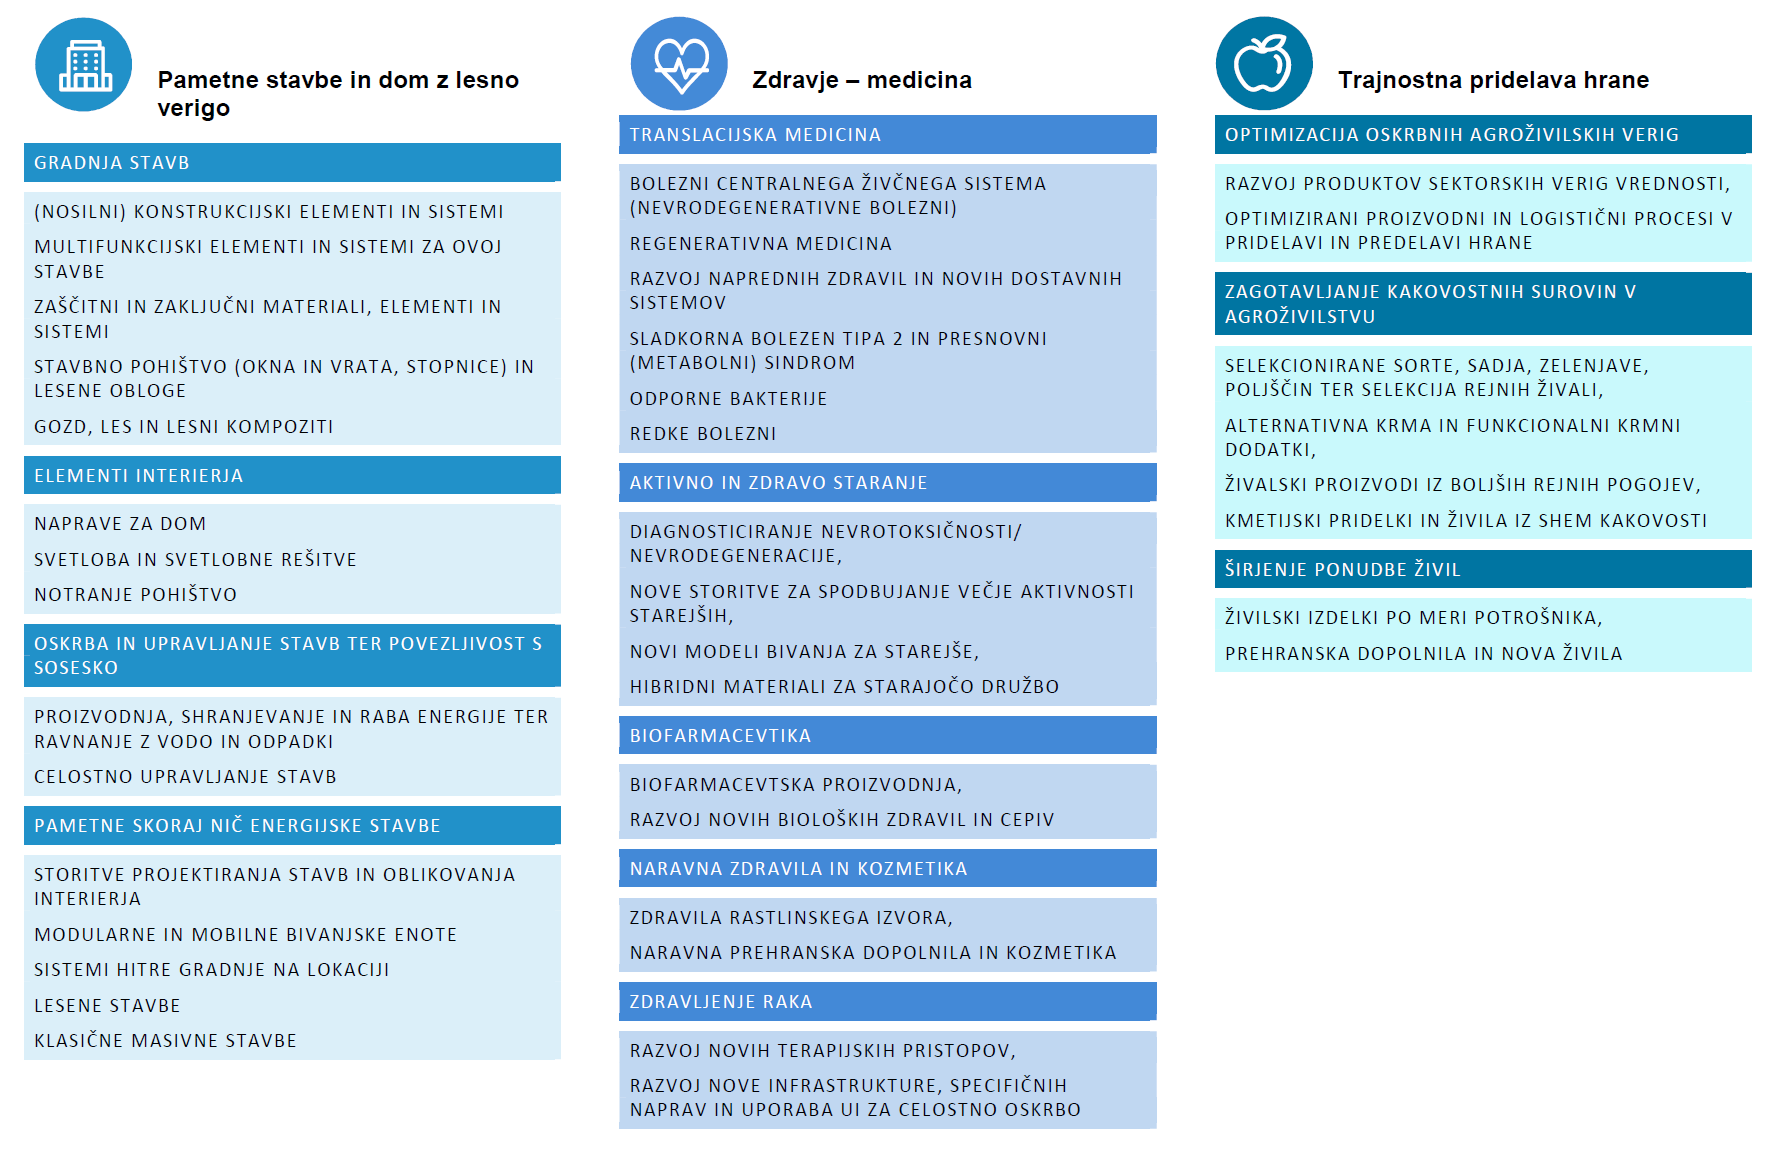 Pametne stavbe in dom z lesno
verigo
GRADNJA STAVB
(NOSILNI) KONSTRUKCIJSKI ELEMENTI IN SISTEMI
MULTIFUNKCIJSKI ELEMENTI IN SISTEMI ZA OVOJ
STAVBE
ZAŠČITNI IN ZAKLJUČNI MATERIALI, ELEMENTI IN
SISTEMI
STAVBNO POHIŠTVO (OKNA IN VRATA, STOPNICE) IN
LESENE OBLOGE
GOZD, LES IN LESNI KOMPOZITI
ELEMENTI INTERIERJA
NAPRAVE ZA DOM
SVETLOBA IN SVETLOBNE REŠITVE
NOTRANJE POHIŠTVO
OSKRBA IN UPRAVLJANJE STAVB TER POVEZLJIVOST S
SOSESKO
PROIZVODNJA, SHRANJEVANJE IN RABA ENERGIJE TER
RAVNANJE Z VODO IN ODPADKI
CELOSTNO UPRAVLJANJE STAVB
PAMETNE SKORAJ NIČ ENERGIJSKE STAVBE
STORITVE PROJEKTIRANJA STAVB IN OBLIKOVANJA
INTERIERJA
MODULARNE IN MOBILNE BIVANJSKE ENOTE
SISTEMI HITRE GRADNJE NA LOKACIJI
LESENE STAVBE
KLASIČNE MASIVNE STAVBE
Zdravje – medicina
TRANSLACIJSKA MEDICINA
BOLEZNI CENTRALNEGA ŽIVČNEGA SISTEMA
(NEVRODEGENERATIVNE BOLEZNI)
REGENERATIVNA MEDICINA
RAZVOJ NAPREDNIH ZDRAVIL IN NOVIH DOSTAVNIH
SISTEMOV
SLADKORNA BOLEZEN TIPA 2 IN PRESNOVNI
(METABOLNI) SINDROM
ODPORNE BAKTERIJE
REDKE BOLEZNI
AKTIVNO IN ZDRAVO STARANJE
DIAGNOSTICIRANJE NEVROTOKSIČNOSTI/
NEVRODEGENERACIJE,
NOVE STORITVE ZA SPODBUJANJE VEČJE AKTIVNOSTI
STAREJŠIH,
NOVI MODELI BIVANJA ZA STAREJŠE,
HIBRIDNI MATERIALI ZA STARAJOČO DRUŽBO
BIOFARMACEVTIKA
BIOFARMACEVTSKA PROIZVODNJA,
RAZVOJ NOVIH BIOLOŠKIH ZDRAVIL IN CEPIV
NARAVNA ZDRAVILA IN KOZMETIKA
ZDRAVILA RASTLINSKEGA IZVORA,
NARAVNA PREHRANSKA DOPOLNILA IN KOZMETIKA
ZDRAVLJENJE RAKA
RAZVOJ NOVIH TERAPIJSKIH PRISTOPOV,
RAZVOJ NOVE INFRASTRUKTURE, SPECIFIČNIH
NAPRAV IN UPORABA UI ZA CELOSTNO OSKRBO
Trajnostna pridelava hrane
OPTIMIZACIJA OSKRBNIH AGROŽIVILSKIH VERIG
RAZVOJ PRODUKTOV SEKTORSKIH VERIG VREDNOSTI,
OPTIMIZIRANI PROIZVODNI IN LOGISTIČNI PROCESI V
PRIDELAVI IN PREDELAVI HRANE
ZAGOTAVLJANJE KAKOVOSTNIH SUROVIN V
AGROŽIVILSTVU
SELEKCIONIRANE SORTE, SADJA, ZELENJAVE,
POLJŠČIN TER SELEKCIJA REJNIH ŽIVALI,
ALTERNATIVNA KRMA IN FUNKCIONALNI KRMNI
DODATKI,
ŽIVALSKI PROIZVODI IZ BOLJŠIH REJNIH POGOJEV,
KMETIJSKI PRIDELKI IN ŽIVILA IZ SHEM KAKOVOSTI
ŠIRJENJE PONUDBE ŽIVIL
ŽIVILSKI IZDELKI PO MERI POTROŠNIKA,
PREHRANSKA DOPOLNILA IN NOVA ŽIVILA